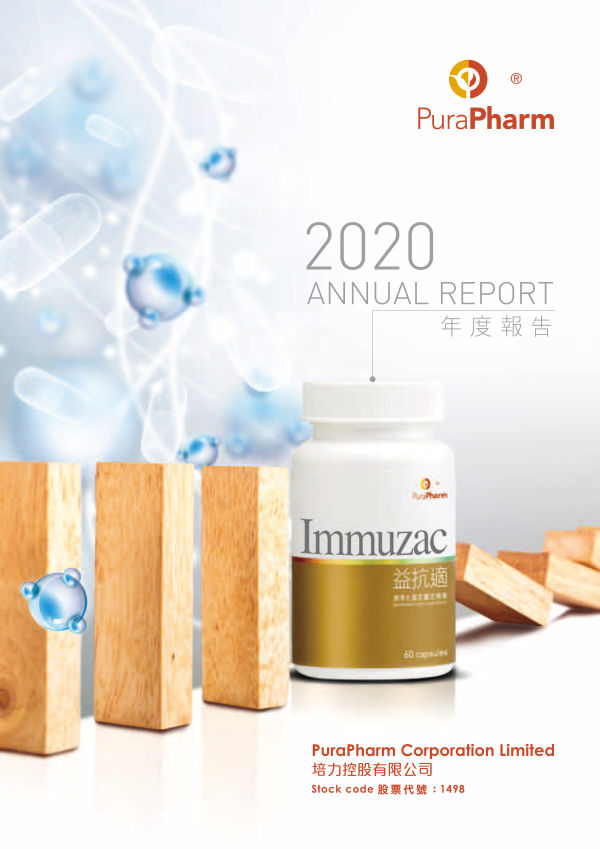 ®
PuraPharm
2020
ANNUAL REPORT
年度報告
PuraPharm
Immuzac
益抗適
60 capsules
PuraPharm Corporation Limited
培力控股有限公司
Stock code 股票代號：1498